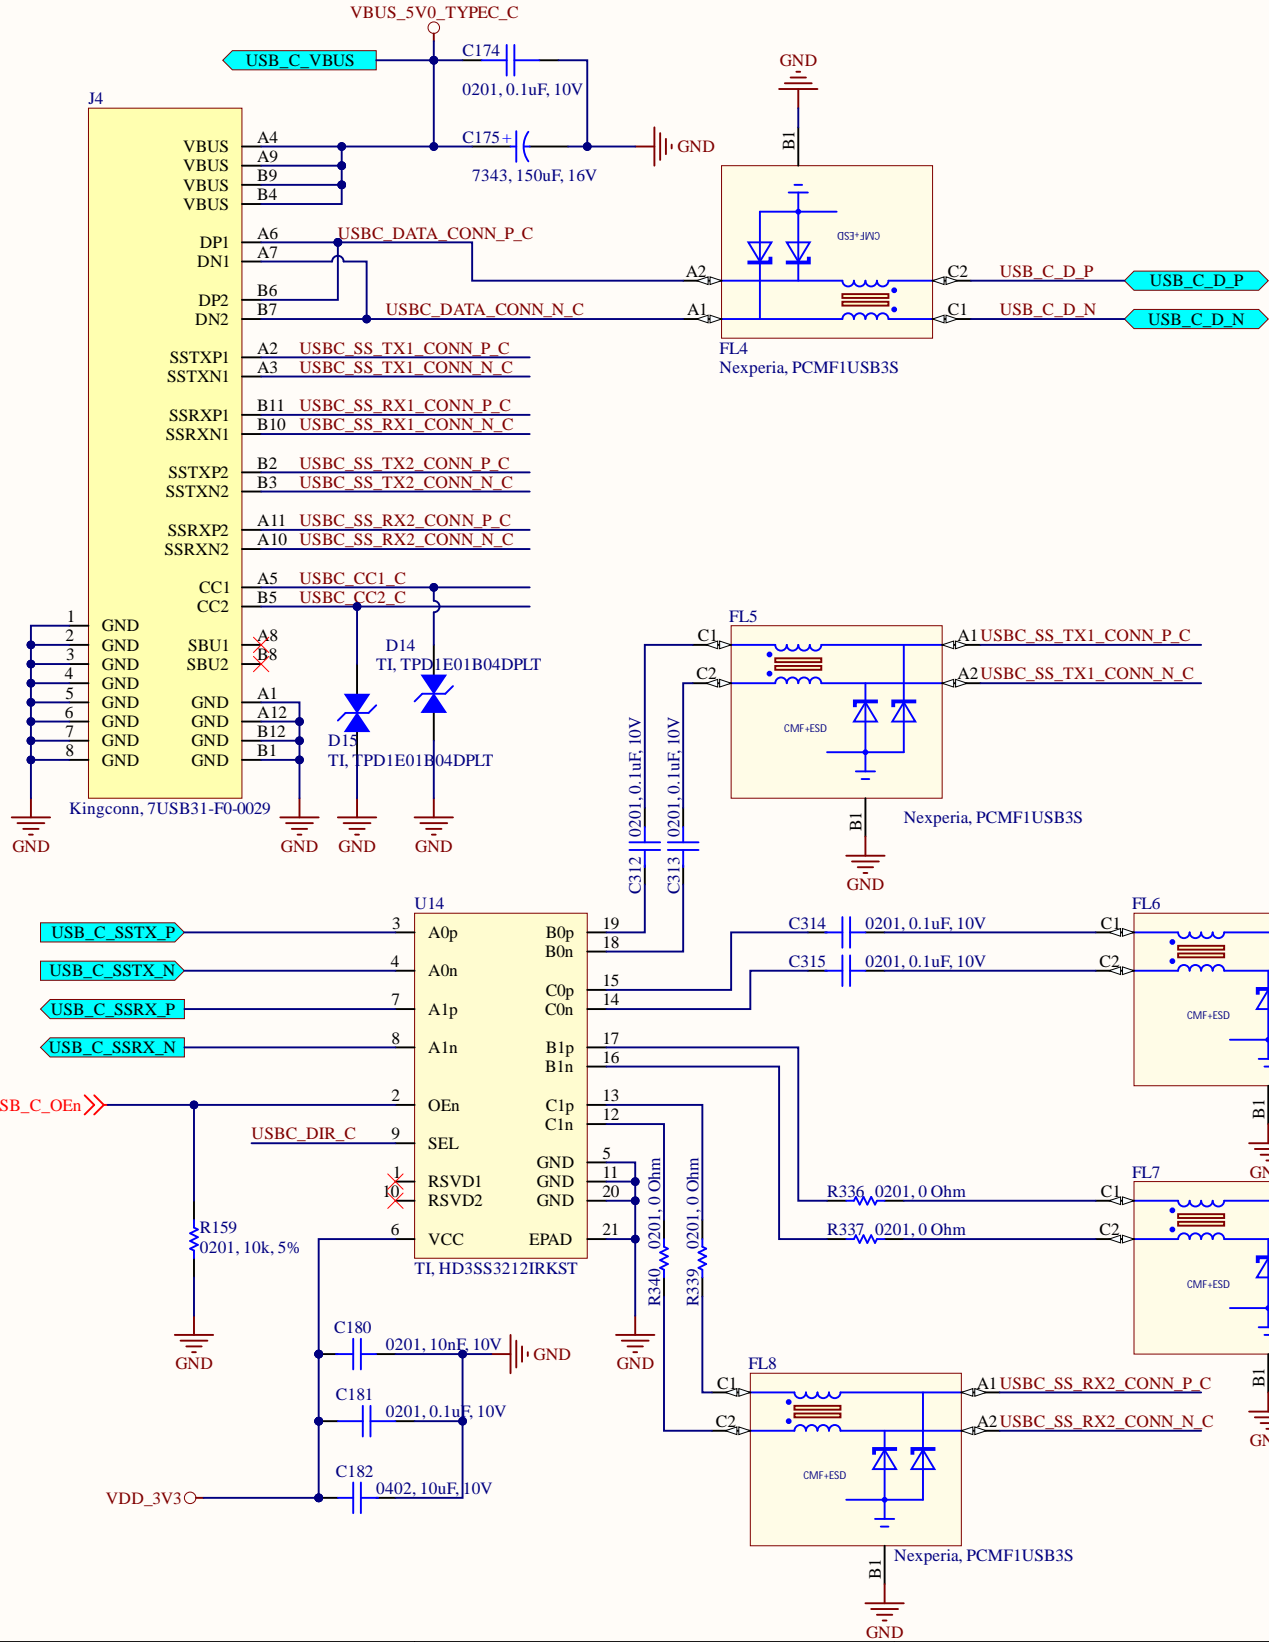 VBUS_5V0_TYPEC_C
USB_C_VBUS
C174
0201, 0.1uF, 10V
C175
+
7343, 150uF, 16V
GND
J4
VBUS A4
VBUS A9
VBUS B9
VBUS B4
DP1 A6 USBC_DATA_CONN_P_C
DN1 A7
DP2 B6
DN2 B7 USBC_DATA_CONN_N_C
SSTXP1 A2 USBC_SS_TX1_CONN_P_C
SSTXN1 A3 USBC_SS_TX1_CONN_N_C
SSRXP1 B11 USBC_SS_RX1_CONN_P_C
SSRXN1 B10 USBC_SS_RX1_CONN_N_C
SSTXP2 B2 USBC_SS_TX2_CONN_P_C
SSTXN2 B3 USBC_SS_TX2_CONN_N_C
SSRXP2 A11 USBC_SS_RX2_CONN_P_C
SSRXN2 A10 USBC_SS_RX2_CONN_N_C
CC1 A5 USBC_CC1_C
CC2 B5 USBC_CC2_C
1 GND
2 GND SBU1 A8
3 GND SBU2 B8
4 GND
5 GND GND A1
6 GND GND A12
7 GND GND B12
8 GND GND B1
Kingconn, 7USB31-F0-0029
GND
GND
GND
GND
D14
TI, TPD1E01B04DPLT
D15
TI, TPD1E01B04DPLT
GND
B1
CMF+ESD
A2
C2 USB_C_D_P
USB_C_D_P
A1
C1 USB_C_D_N
USB_C_D_N
FL4
Nexperia, PCMF1USB3S
FL5
C1
A1 USBC_SS_TX1_CONN_P_C
C2
A2 USBC_SS_TX1_CONN_N_C
CMF+ESD
B1
Nexperia, PCMF1USB3S
GND
C312 0201, 0.1uF, 10V
C313 0201, 0.1uF, 10V
U14
USB_C_SSTX_P 3 A0p
USB_C_SSTX_N 4 A0n
USB_C_SSRX_P 7 A1p
USB_C_SSRX_N 8 A1n
SB_C_OEn 2 OEn
USBC_DIR_C 9 SEL
1 RSVD1
10 RSVD2
6 VCC
B0p 19
B0n 18
C0p 15
C0n 14
B1p 17
B1n 16
C1p 13
C1n 12
GND 5
GND 11
GND 20
EPAD 21
TI, HD3SS3212IRKST
R159
0201, 10k, 5%
GND
C180
0201, 10nF, 10V
GND
C181
0201, 0.1uF, 10V
C182
0402, 10uF, 10V
VDD_3V3
GND
R340 0201, 0 Ohm
R339 0201, 0 Ohm
C314 0201, 0.1uF, 10V
C315 0201, 0.1uF, 10V
FL6
C1
C2
CMF+ESD
B1
R336 0201, 0 Ohm
R337 0201, 0 Ohm
FL7
C1
C2
CMF+ESD
B1
FL8
C1
A1 USBC_SS_RX2_CONN_P_C
C2
A2 USBC_SS_RX2_CONN_N_C
CMF+ESD
B1
Nexperia, PCMF1USB3S
GND